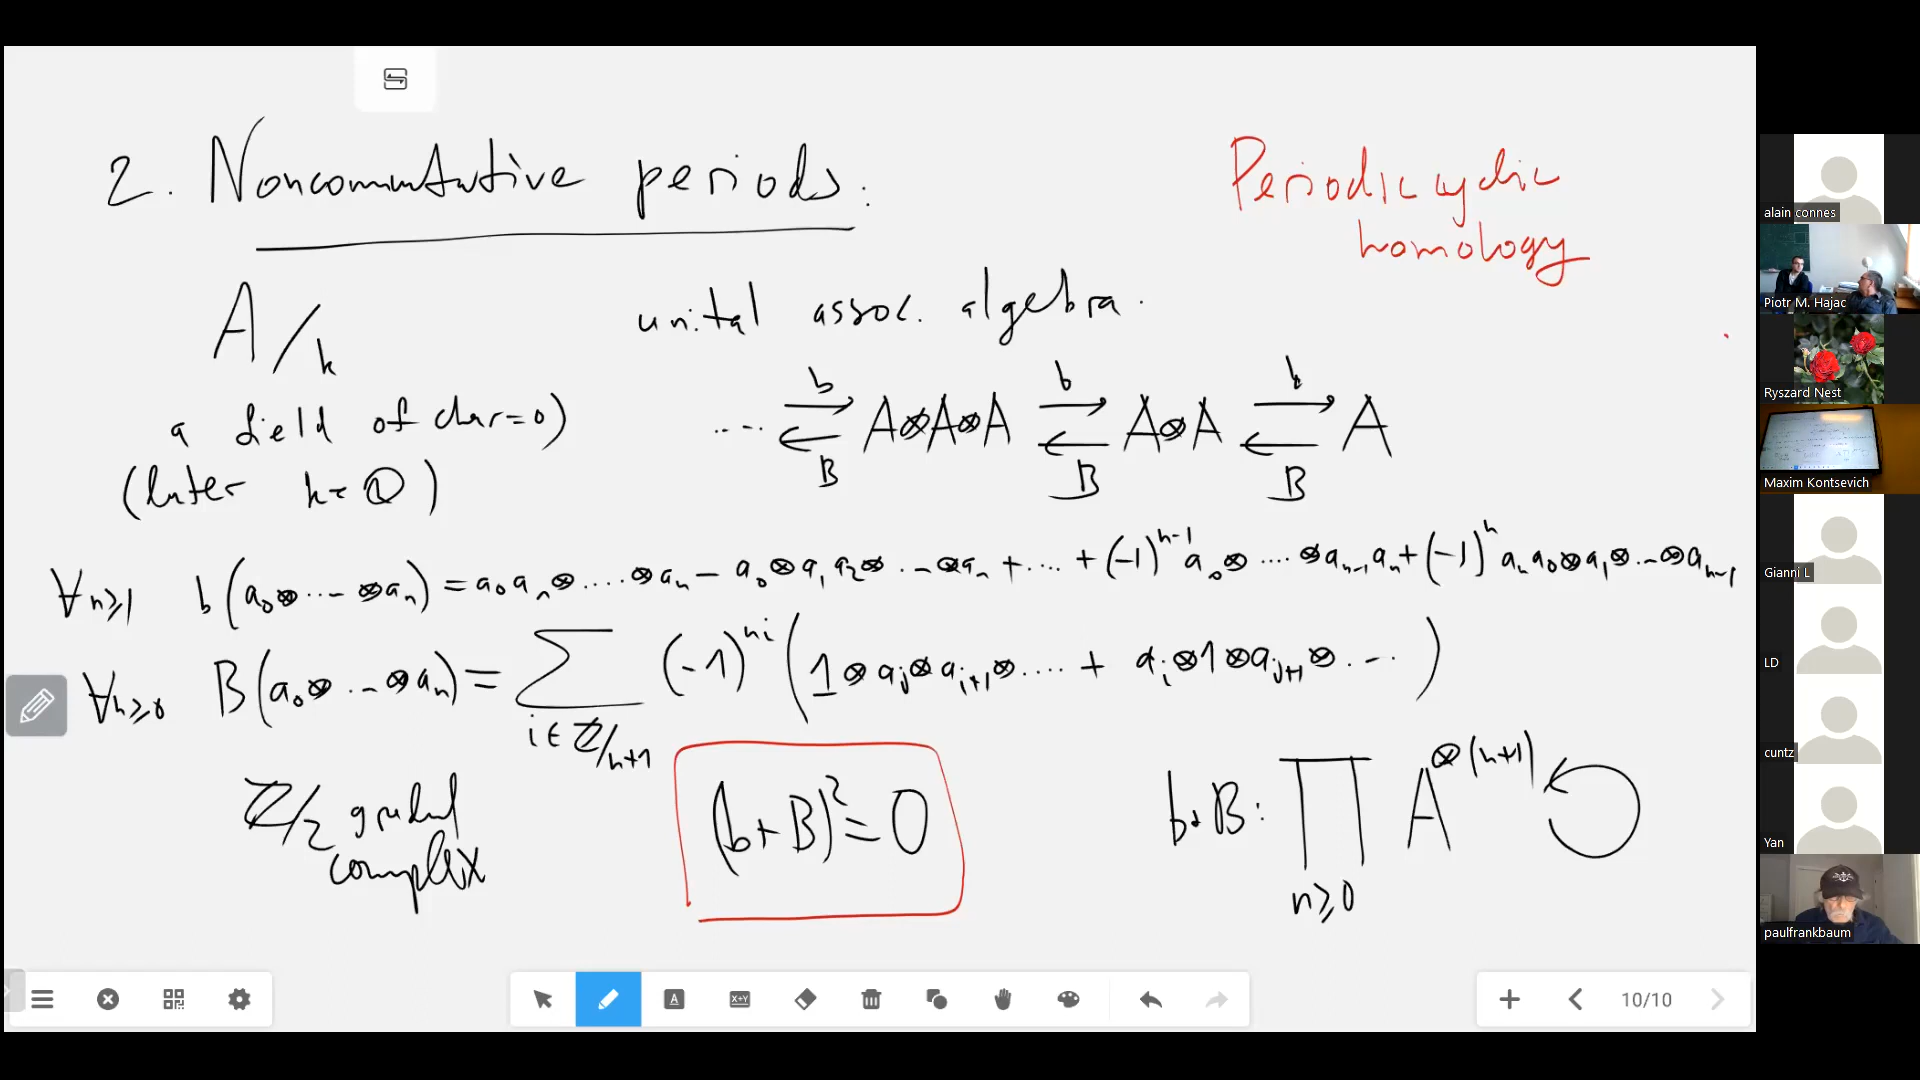 2. Noncommutative periods:
Periodic cyclic
homology
A/k
unital assoc. algebra.
a field of char=0)
(later k=Q)
.... b B A⊗A⊗A b B A⊗A b B A
∀n≥1 b(a₀⊗...⊗aₙ) = a₀a₁⊗....⊗aₙ − a₀⊗a₁a₂⊗...⊗aₙ + .... + (−1)ⁿ⁻¹a₀⊗....⊗aₙ₋₁aₙ + (−1)ⁿaₙa₀⊗a₁⊗...⊗aₙ₋₁
∀n≥0 B(a₀⊗...⊗aₙ) = ∑ (−1)ⁿⁱ(1⊗aᵢ⊗aᵢ₊₁⊗.... + aᵢ⊗1⊗aᵢ₊₁⊗...)
i∈Z/n+1
Z/2 graded
complex
(b+B)²=0
b+B: ∏ A^⊗(n+1)
n≥0
10/10
alain connes
Piotr M. Hajac
Ryszard Nest
Maxim Kontsevich
Gianni L
LD
cuntz
Yan
paulfrankbaum